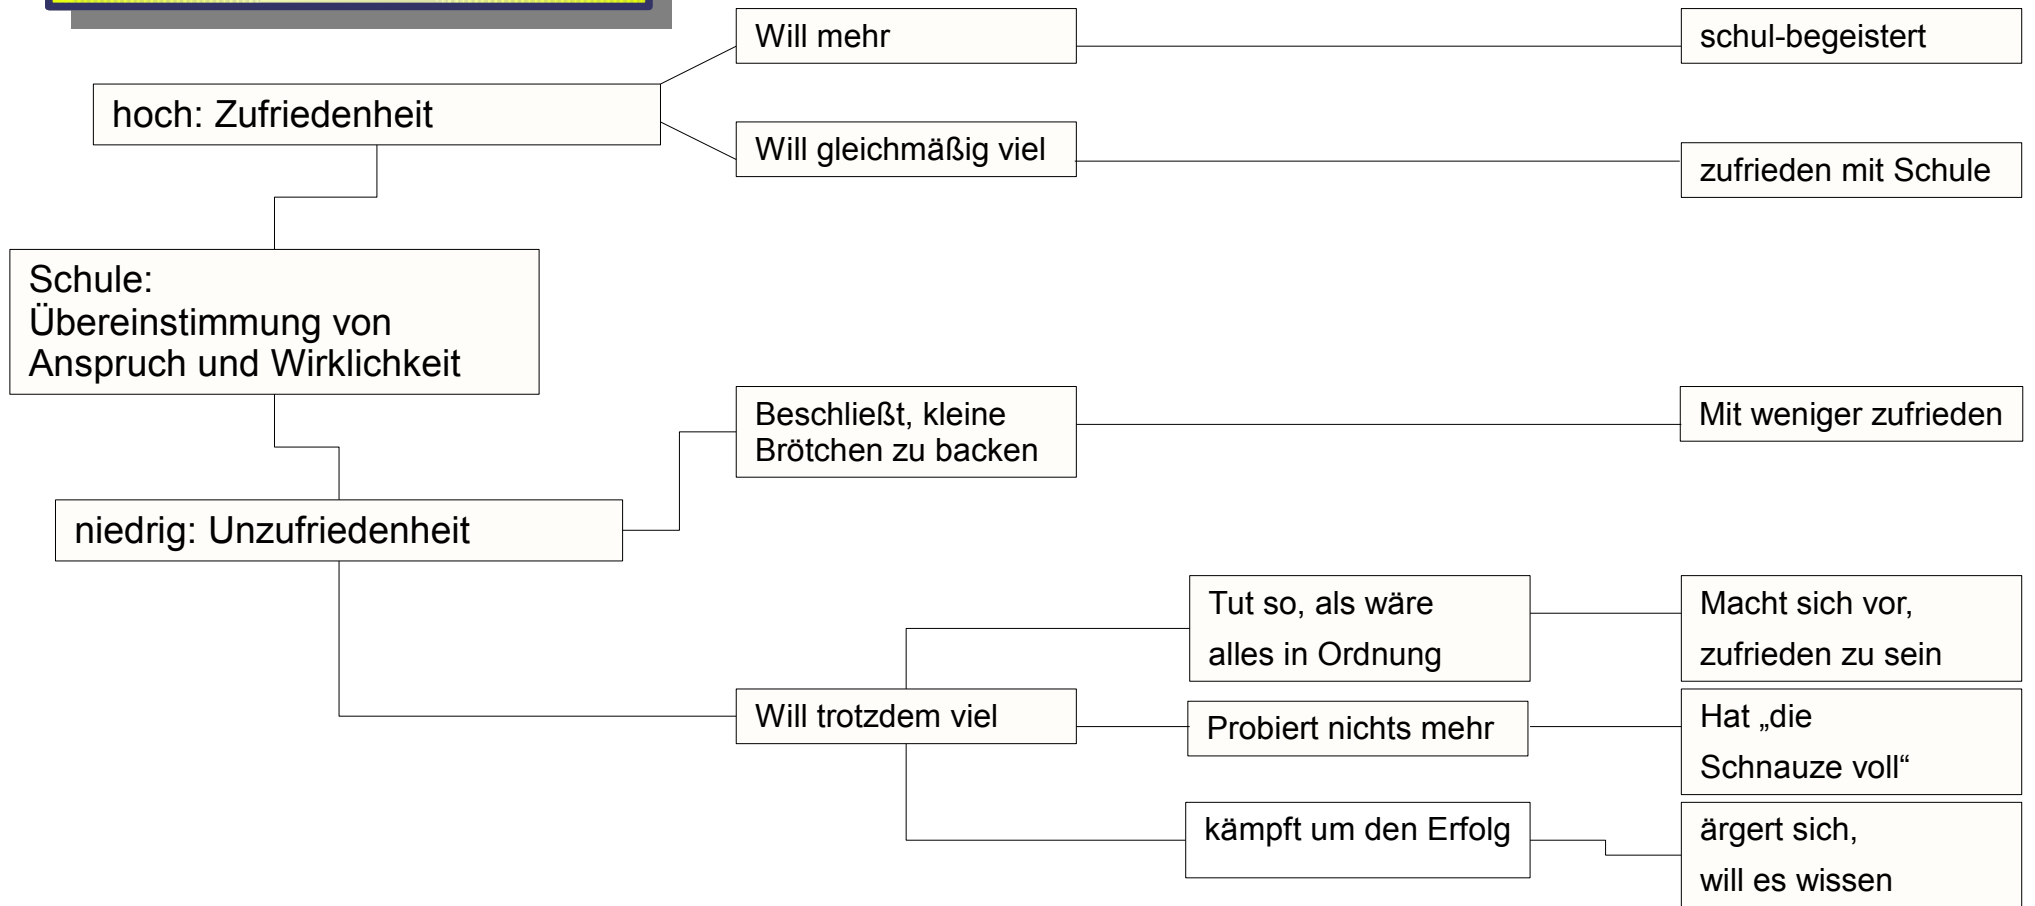 Will mehr
schul-begeistert
hoch: Zufriedenheit
Will gleichmäßig viel
zufrieden mit Schule
Schule:
Übereinstimmung von
Anspruch und Wirklichkeit
Beschließt, kleine
Brötchen zu backen
Mit weniger zufrieden
niedrig: Unzufriedenheit
Tut so, als wäre
alles in Ordnung
Macht sich vor,
zufrieden zu sein
Will trotzdem viel
Probiert nichts mehr
Hat „die
Schnauze voll“
kämpft um den Erfolg
ärgert sich,
will es wissen